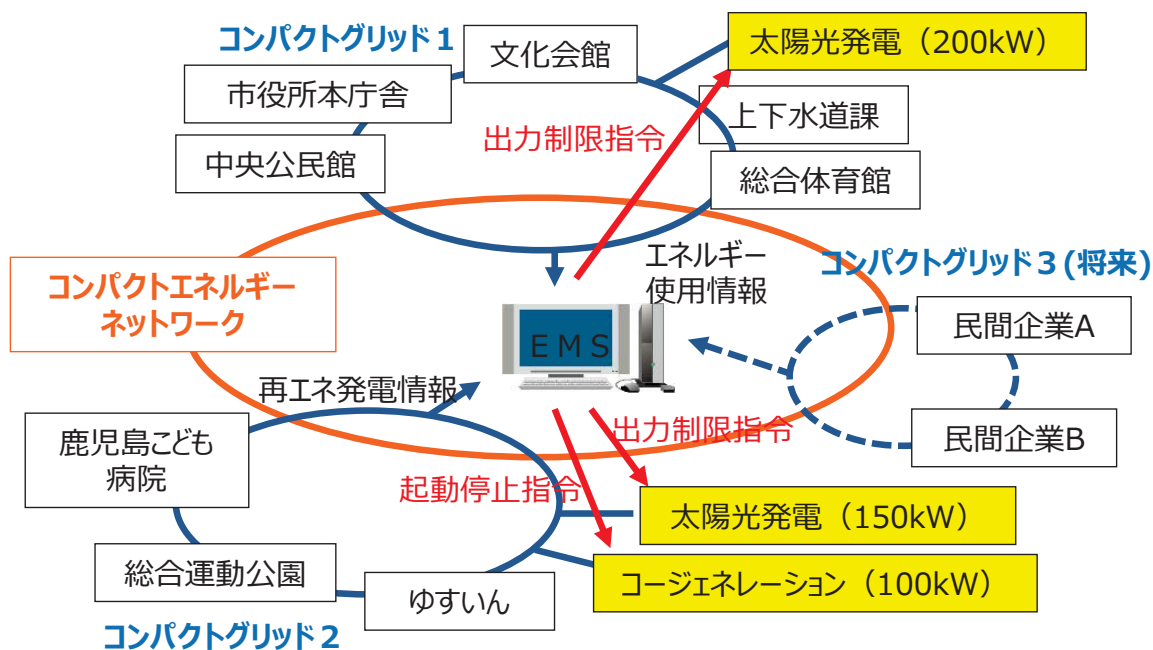 コンパクトグリッド１
文化会館
太陽光発電（200kW）
市役所本庁舎
上下水道課
出力制限指令
中央公民館
総合体育館
エネルギー
使用情報
コンパクトグリッド３(将来)
コンパクトエネルギー
ネットワーク
民間企業A
ＥＭＳ
再エネ発電情報
鹿児島こども
病院
出力制限指令
民間企業B
起動停止指令
太陽光発電（150kW）
総合運動公園
コージェネレーション（100kW）
ゆすいん
コンパクトグリッド２